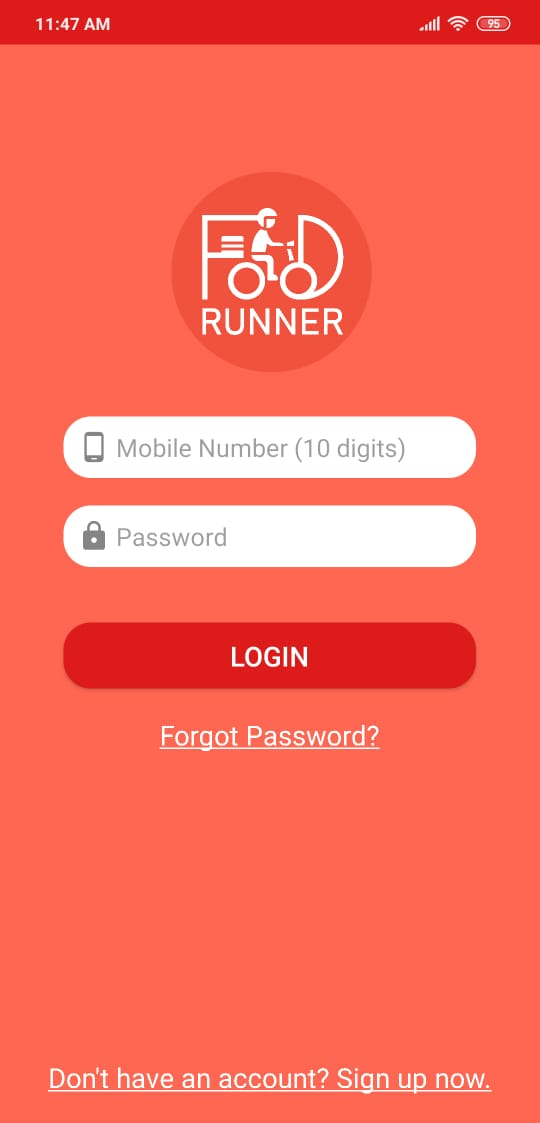 11:47 AM
95
FOOD
RUNNER
Mobile Number (10 digits)
Password
LOGIN
Forgot Password?
Don't have an account? Sign up now.